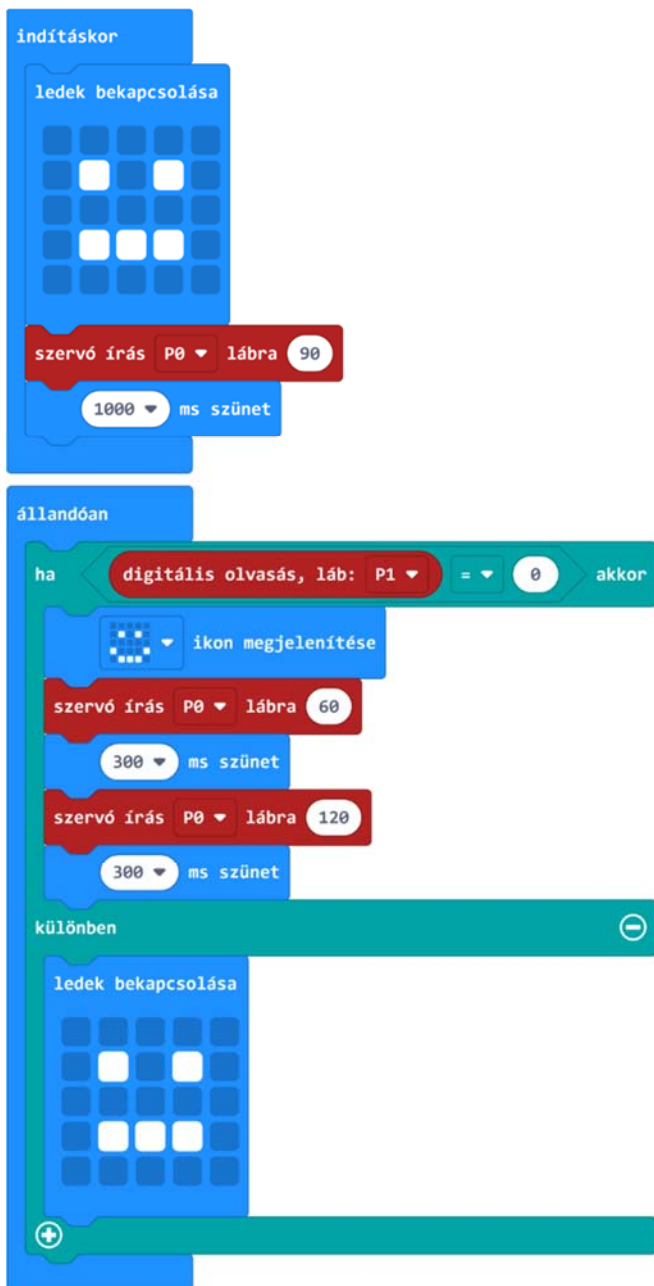 indításkor
ledek bekapcsolása
szervó írás P0 lábra 90
1000 ms szünet
állandóan
ha digitális olvasás, láb: P1 = 0 akkor
ikon megjelenítése
szervó írás P0 lábra 60
300 ms szünet
szervó írás P0 lábra 120
300 ms szünet
különben
ledek bekapcsolása